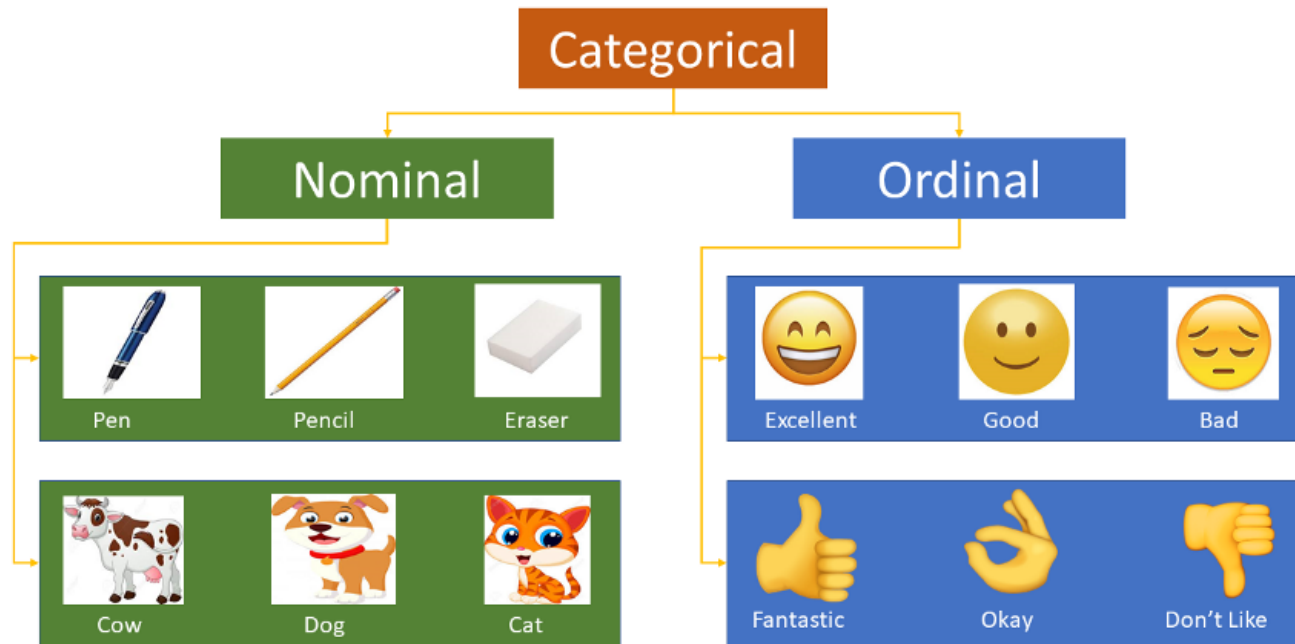 Categorical
Nominal
Ordinal
Pen Pencil Eraser
Excellent Good Bad
Cow Dog Cat
Fantastic Okay Don't Like